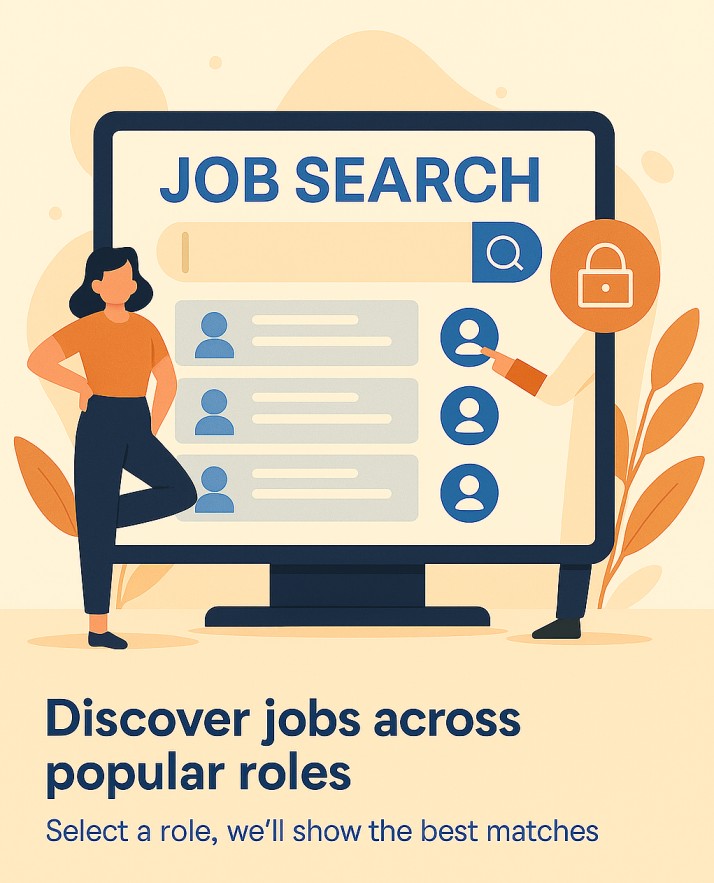 JOB SEARCH
Discover jobs across
popular roles
Select a role, we'll show the best matches